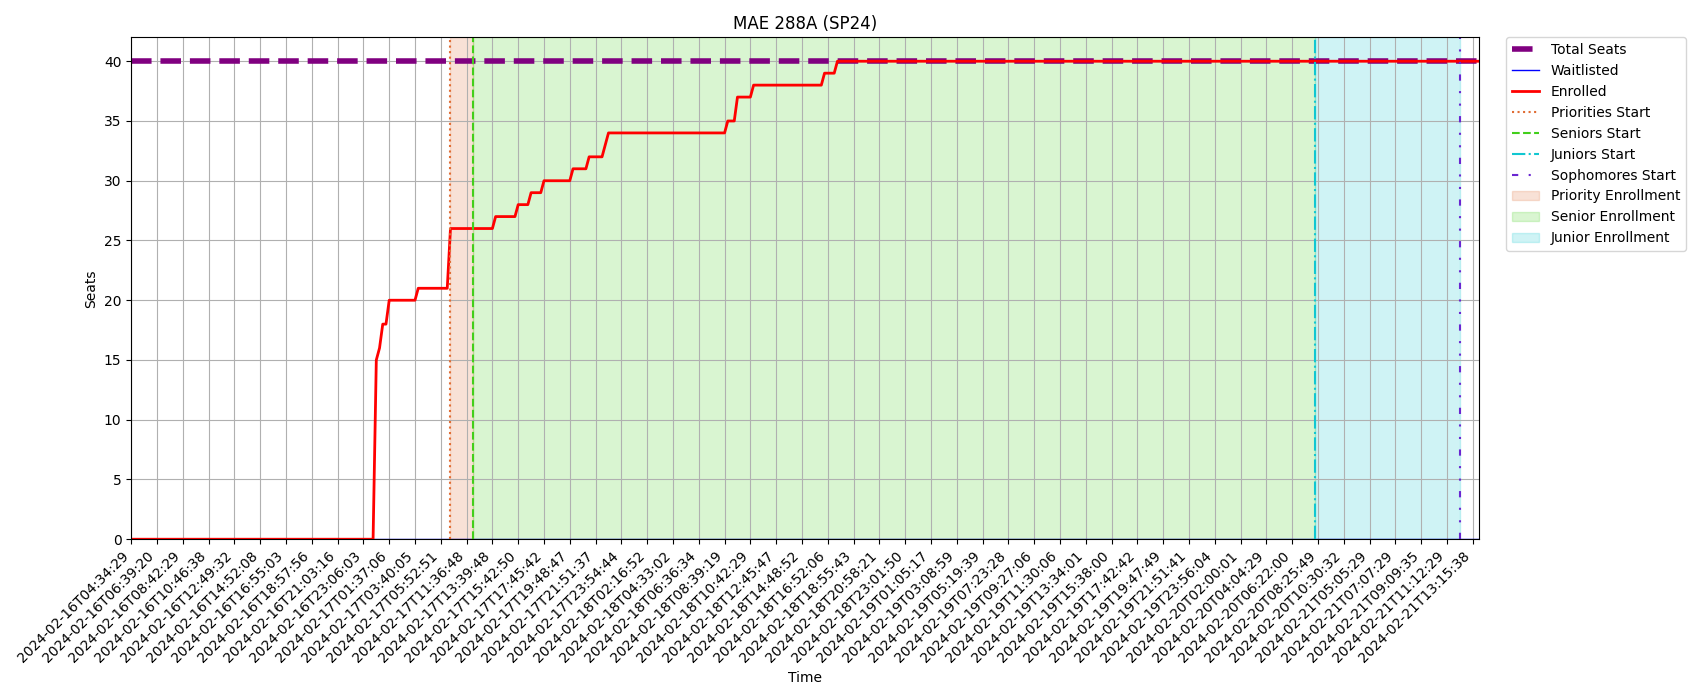 MAE 288A (SP24)
Seats
40
35
30
25
20
15
10
5
0
2024-02-16T04:34:29
2024-02-16T06:39:20
2024-02-16T08:42:29
2024-02-16T10:46:38
2024-02-16T12:49:32
2024-02-16T14:52:08
2024-02-16T16:55:03
2024-02-16T18:57:56
2024-02-16T21:03:16
2024-02-16T23:06:03
2024-02-17T01:37:06
2024-02-17T03:40:05
2024-02-17T05:52:51
2024-02-17T11:36:48
2024-02-17T13:39:48
2024-02-17T15:42:50
2024-02-17T17:45:42
2024-02-17T19:48:47
2024-02-17T21:51:37
2024-02-17T23:54:44
2024-02-18T02:16:52
2024-02-18T04:33:02
2024-02-18T06:36:34
2024-02-18T08:39:19
2024-02-18T10:42:29
2024-02-18T12:45:47
2024-02-18T14:48:52
2024-02-18T16:52:06
2024-02-18T18:55:43
2024-02-18T20:58:21
2024-02-18T23:01:50
2024-02-19T01:05:17
2024-02-19T03:08:59
2024-02-19T05:19:39
2024-02-19T07:23:28
2024-02-19T09:27:06
2024-02-19T11:30:06
2024-02-19T13:34:01
2024-02-19T15:38:00
2024-02-19T17:42:42
2024-02-19T19:47:49
2024-02-19T21:51:41
2024-02-19T23:56:04
2024-02-20T02:00:01
2024-02-20T04:04:29
2024-02-20T06:22:00
2024-02-20T08:25:49
2024-02-20T10:30:32
2024-02-21T05:05:29
2024-02-21T07:07:29
2024-02-21T09:09:35
2024-02-21T11:12:29
2024-02-21T13:15:38
Time
Total Seats
Waitlisted
Enrolled
Priorities Start
Seniors Start
Juniors Start
Sophomores Start
Priority Enrollment
Senior Enrollment
Junior Enrollment